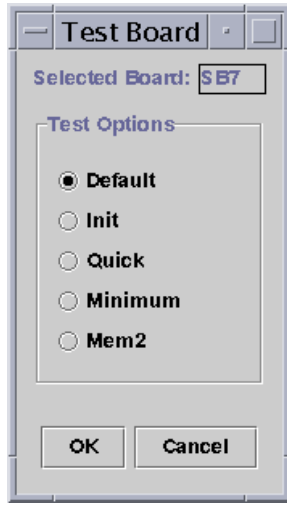 Test Board
Selected Board: SB7
Test Options
Default
Init
Quick
Minimum
Mem2
OK Cancel